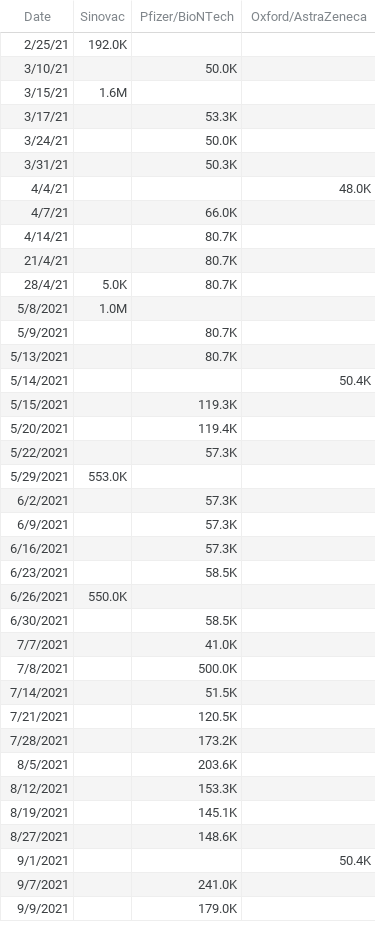 Date Sinovac Pfizer/BioNTech Oxford/AstraZeneca
2/25/21 192.0K
3/10/21 50.0K
3/15/21 1.6M
3/17/21 53.3K
3/24/21 50.0K
3/31/21 50.3K
4/4/21 48.0K
4/7/21 66.0K
4/14/21 80.7K
21/4/21 80.7K
28/4/21 5.0K 80.7K
5/8/2021 1.0M
5/9/2021 80.7K
5/13/2021 80.7K
5/14/2021 50.4K
5/15/2021 119.3K
5/20/2021 119.4K
5/22/2021 57.3K
5/29/2021 553.0K
6/2/2021 57.3K
6/9/2021 57.3K
6/16/2021 57.3K
6/23/2021 58.5K
6/26/2021 550.0K
6/30/2021 58.5K
7/7/2021 41.0K
7/8/2021 500.0K
7/14/2021 51.5K
7/21/2021 120.5K
7/28/2021 173.2K
8/5/2021 203.6K
8/12/2021 153.3K
8/19/2021 145.1K
8/27/2021 148.6K
9/1/2021 50.4K
9/7/2021 241.0K
9/9/2021 179.0K